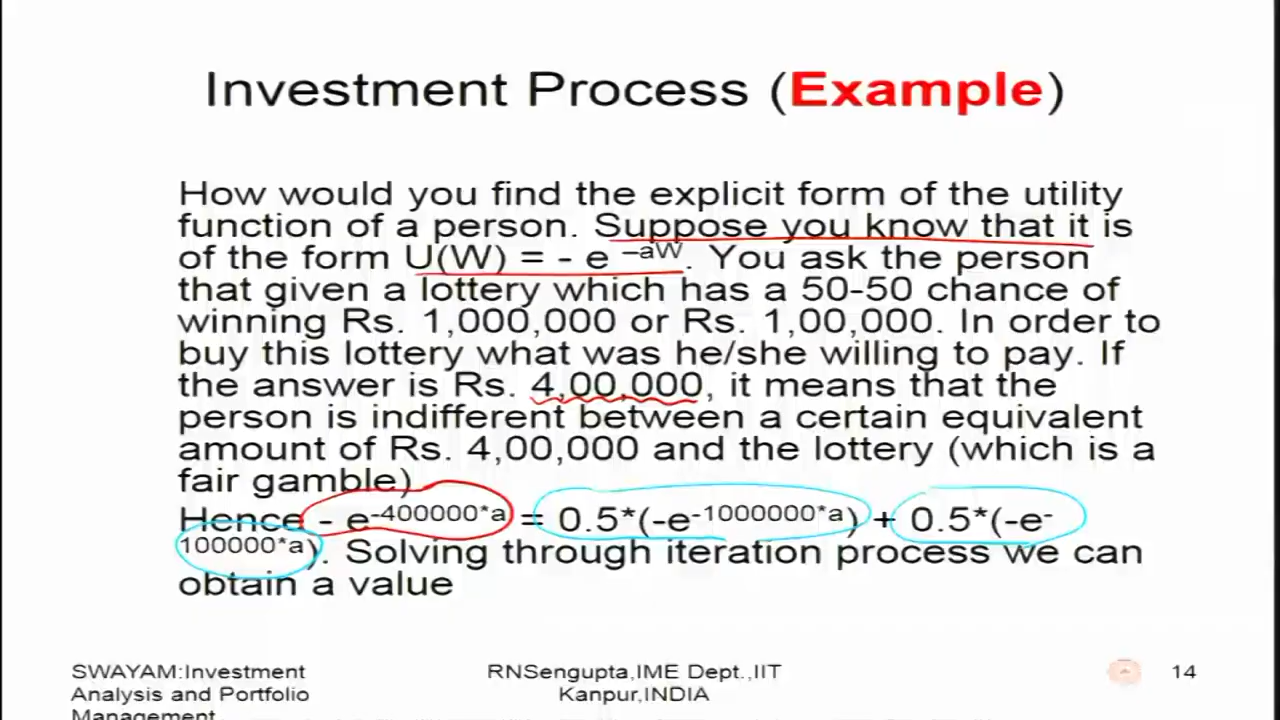 Investment Process (Example)
How would you find the explicit form of the utility
function of a person. Suppose you know that it is
of the form U(W) = - e –aW. You ask the person
that given a lottery which has a 50-50 chance of
winning Rs. 1,000,000 or Rs. 1,00,000. In order to
buy this lottery what was he/she willing to pay. If
the answer is Rs. 4,00,000, it means that the
person is indifferent between a certain equivalent
amount of Rs. 4,00,000 and the lottery (which is a
fair gamble)
Hence - e-400000*a = 0.5*(-e-1000000*a) + 0.5*(-e-
100000*a). Solving through iteration process we can
obtain a value
SWAYAM:Investment
Analysis and Portfolio
Management
RNSengupta,IME Dept.,IIT
Kanpur,INDIA
14